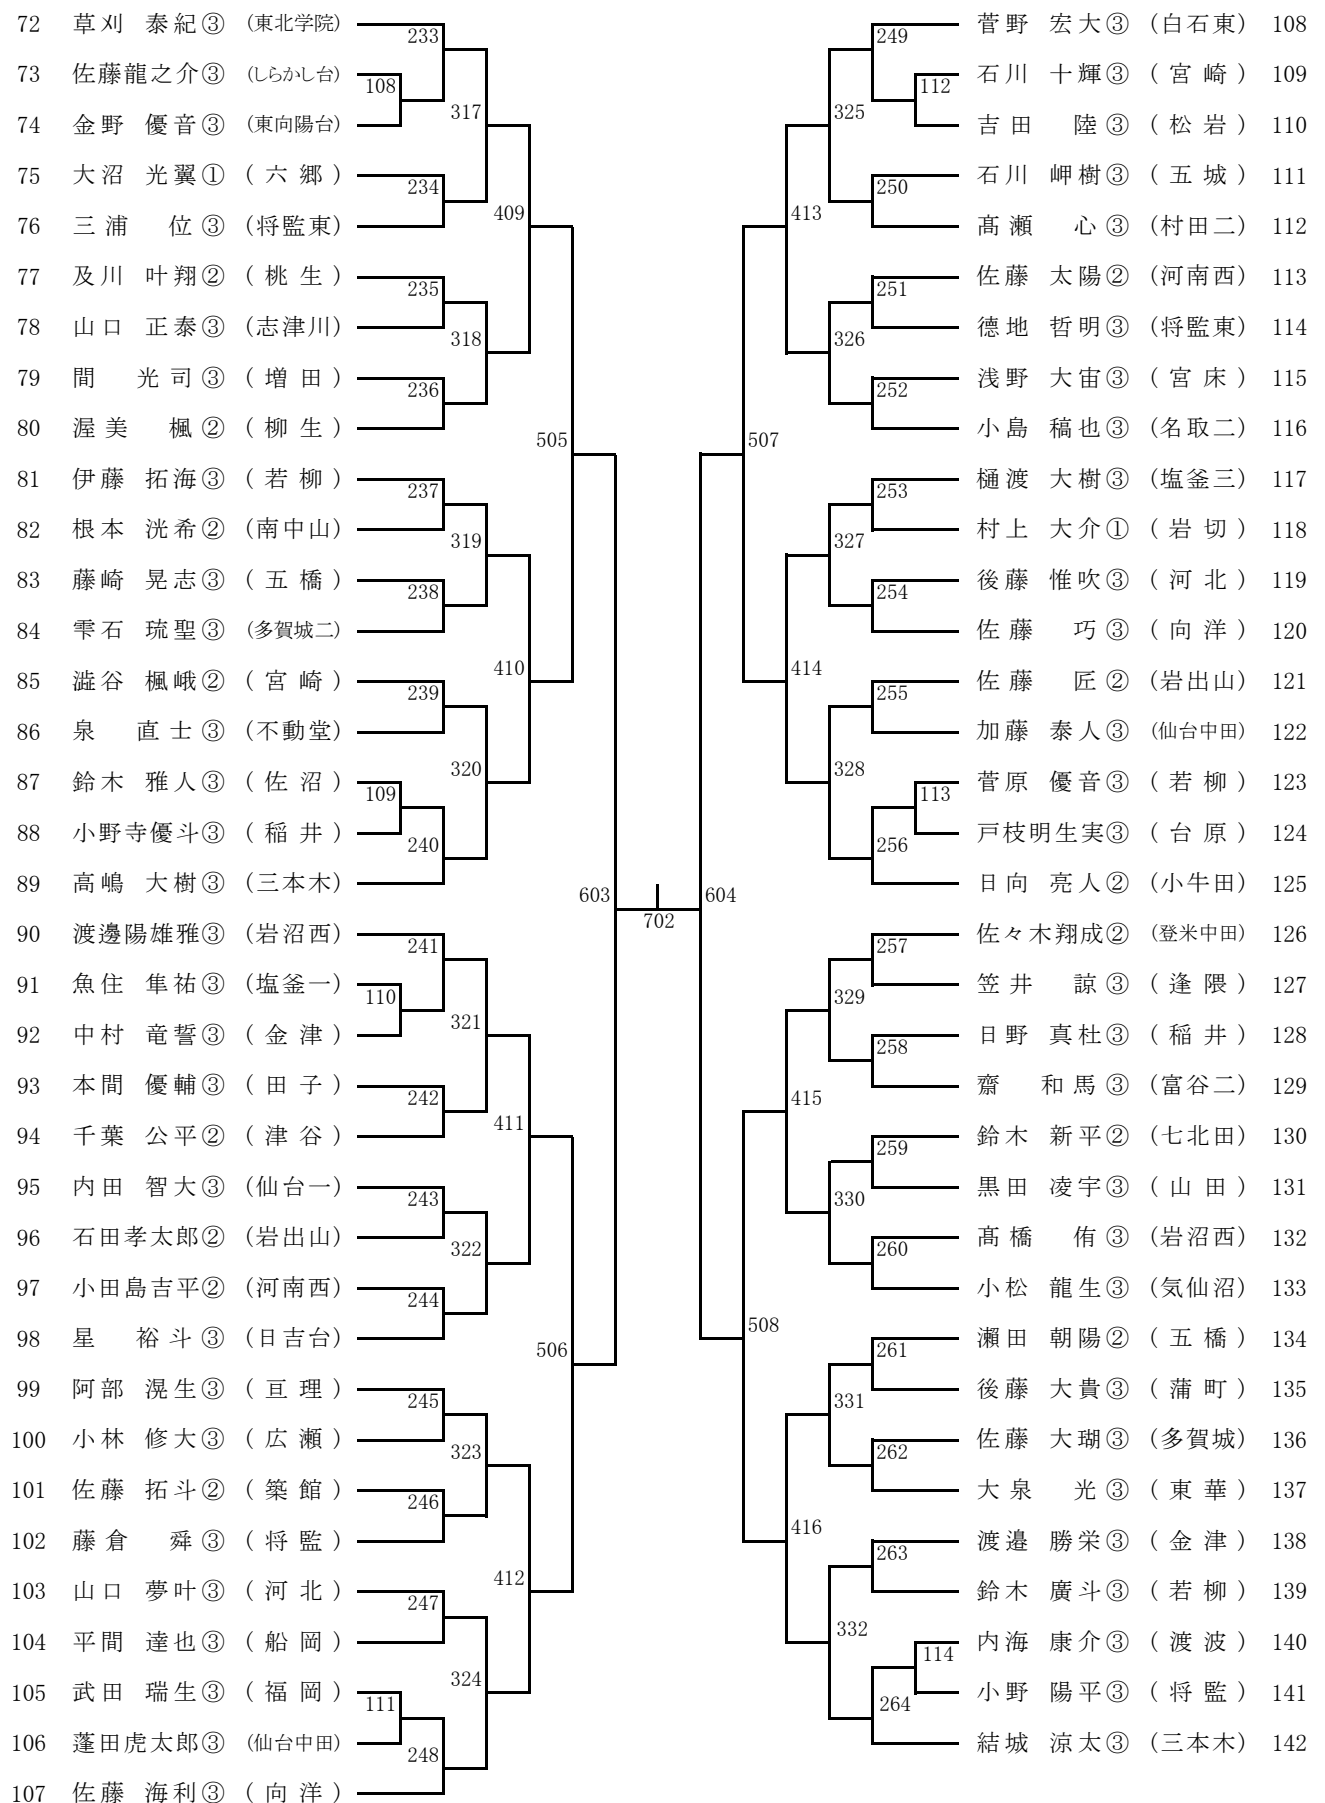 72 草刈 泰紀③ (東北学院)
233
73 佐藤龍之介③ (しらかし台)
108
74 金野 優音③ (東向陽台)
317
75 大沼 光翼① (六郷)
234
76 三浦 位③ (将監東)
409
77 及川 叶翔② (桃生)
235
78 山口 正泰③ (志津川)
318
79 間 光司③ (増田)
236
80 渥美 楓② (柳生)
505
81 伊藤 拓海③ (若柳)
237
82 根本 洸希② (南中山)
319
83 藤崎 晃志③ (五橋)
238
84 雫石 琉聖③ (多賀城二)
410
85 澁谷 楓峨② (宮崎)
239
86 泉 直士③ (不動堂)
320
87 鈴木 雅人③ (佐沼)
109
88 小野寺優斗③ (稲井)
240
89 高嶋 大樹③ (三本木)
603
90 渡邊陽雄雅③ (岩沼西)
241
91 魚住 隼祐③ (塩釜一)
110
92 中村 竜誓③ (金津)
321
93 本間 優輔③ (田子)
242
94 千葉 公平② (津谷)
411
95 内田 智大③ (仙台一)
243
96 石田孝太郎② (岩出山)
322
97 小田島吉平② (河南西)
244
98 星 裕斗③ (日吉台)
506
99 阿部 滉生③ (亘理)
245
100 小林 修大③ (広瀬)
323
101 佐藤 拓斗② (築館)
246
102 藤倉 舜③ (将監)
412
103 山口 夢叶③ (河北)
247
104 平間 達也③ (船岡)
324
105 武田 瑞生③ (福岡)
111
106 蓬田虎太郎③ (仙台中田)
248
107 佐藤 海利③ (向洋)
702
菅野 宏大③ (白石東) 108
249
石川 十輝③ (宮崎) 109
112
吉田 陸③ (松岩) 110
325
石川 岬樹③ (五城) 111
250
髙瀬 心③ (村田二) 112
413
佐藤 太陽② (河南西) 113
251
德地 哲明③ (将監東) 114
326
浅野 大宙③ (宮床) 115
252
小島 稿也③ (名取二) 116
507
樋渡 大樹③ (塩釜三) 117
253
村上 大介① (岩切) 118
327
後藤 惟吹③ (河北) 119
254
佐藤 巧③ (向洋) 120
414
佐藤 匠② (岩出山) 121
255
加藤 泰人③ (仙台中田) 122
328
菅原 優音③ (若柳) 123
113
戸枝明生実③ (台原) 124
256
日向 亮人② (小牛田) 125
604
佐々木翔成② (登米中田) 126
257
笠井 諒③ (逢隈) 127
329
日野 真杜③ (稲井) 128
258
齋 和馬③ (富谷二) 129
415
鈴木 新平② (七北田) 130
259
黒田 凌宇③ (山田) 131
330
髙橋 侑③ (岩沼西) 132
260
小松 龍生③ (気仙沼) 133
508
瀬田 朝陽② (五橋) 134
261
後藤 大貴③ (蒲町) 135
331
佐藤 大瑚③ (多賀城) 136
262
大泉 光③ (東華) 137
416
渡邉 勝栄③ (金津) 138
263
鈴木 廣斗③ (若柳) 139
332
内海 康介③ (渡波) 140
114
小野 陽平③ (将監) 141
264
結城 涼太③ (三本木) 142